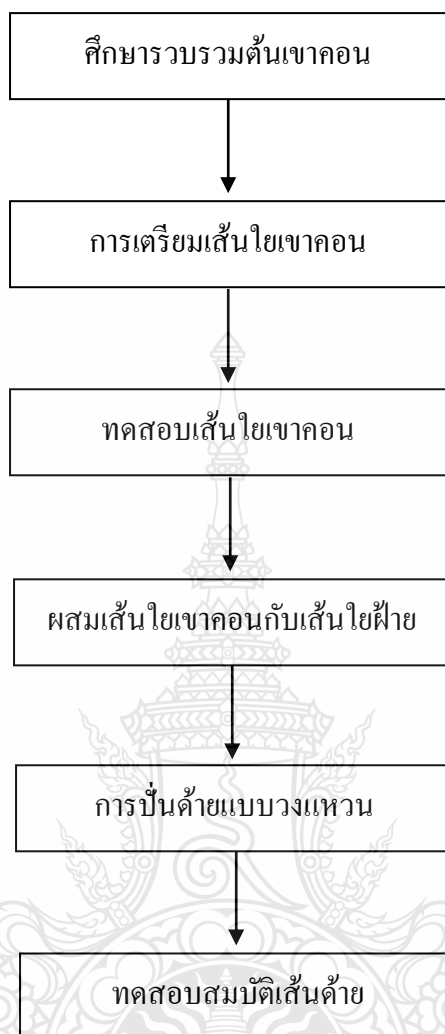 ศึกษารวบรวมต้นเขาคอน
การเตรียมเส้นใยเขาคอน
ทดสอบเส้นใยเขาคอน
ผสมเส้นใยเขาคอนกับเส้นใยฝ้าย
การปั่นด้ายแบบวงแหวน
ทดสอบสมบัติเส้นด้าย